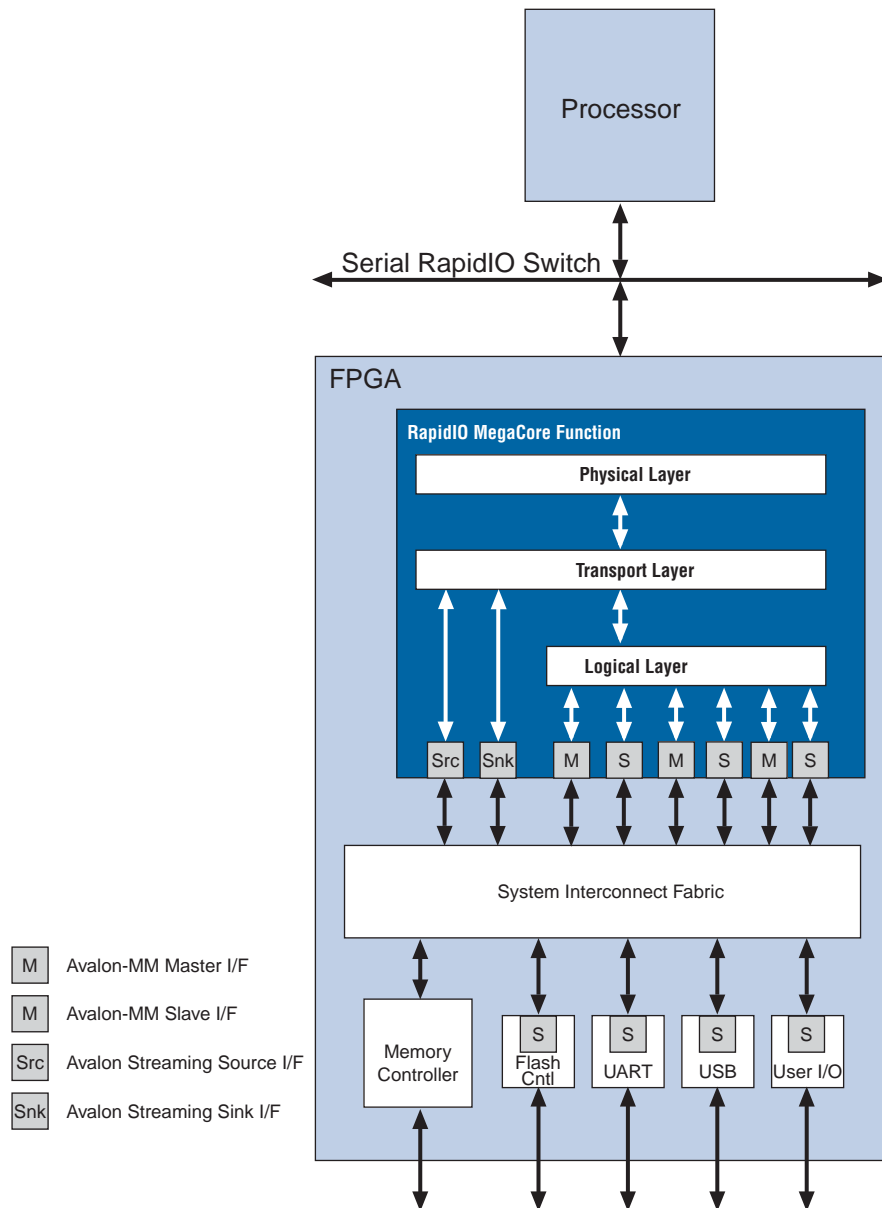 Processor
Serial RapidIO Switch
FPGA
RapidIO MegaCore Function
Physical Layer
Transport Layer
Logical Layer
Src
Snk
M
S
M
S
M
S
System Interconnect Fabric
M
Avalon-MM Master I/F
M
Avalon-MM Slave I/F
Src
Avalon Streaming Source I/F
Snk
Avalon Streaming Sink I/F
Memory
Controller
S
Flash
Cntl
S
UART
S
USB
S
User I/O